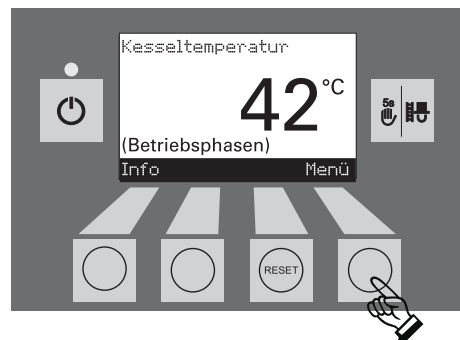 Kesseltemperatur
42°C
5s
(Betriebsphasen)
Info Menü
RESET